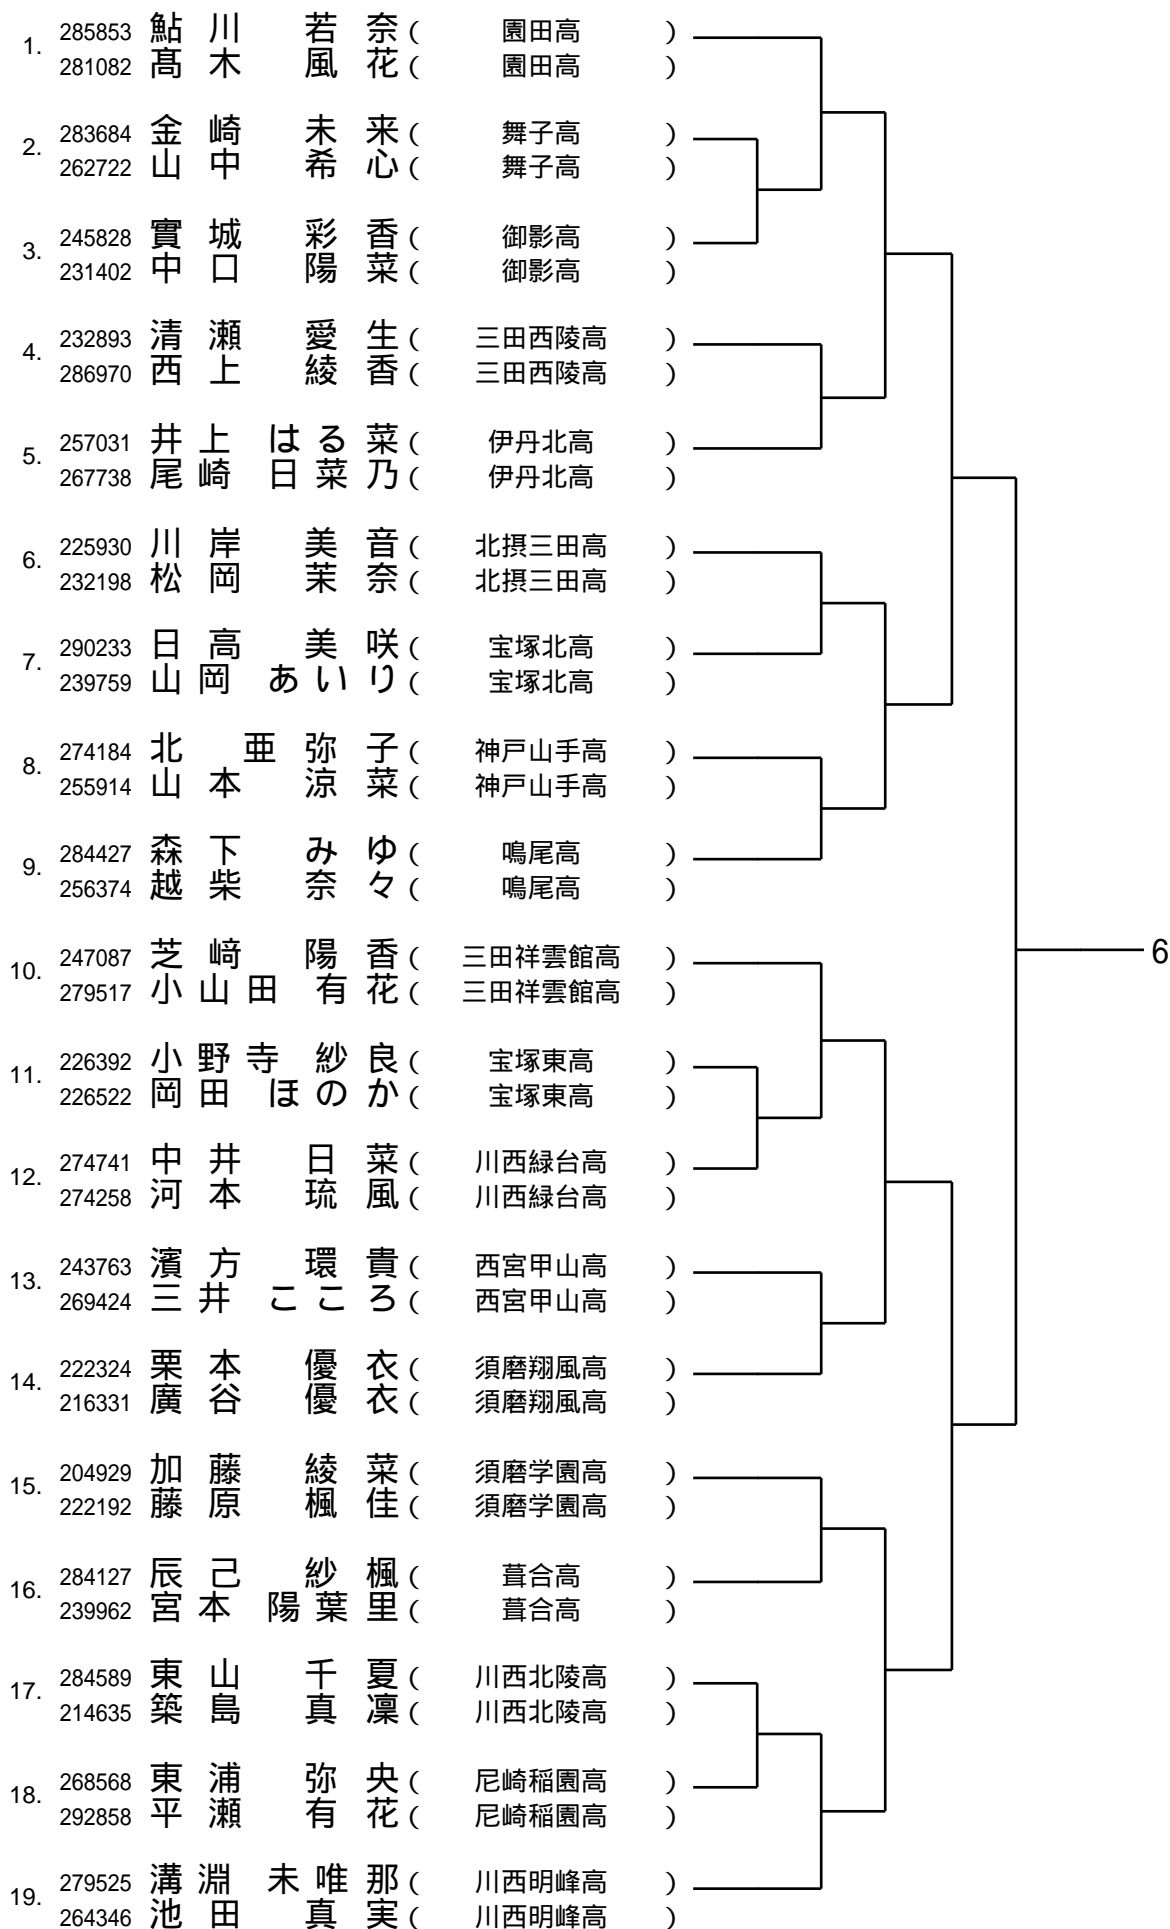 1. 285853 鮎川 若奈 ( 園田高 )
281082 髙木 風花 ( 園田高 )
2. 283684 金崎 未来 ( 舞子高 )
262722 山中 希心 ( 舞子高 )
3. 245828 實城 彩香 ( 御影高 )
231402 中口 陽菜 ( 御影高 )
4. 232893 清瀬 愛生 ( 三田西陵高 )
286970 西上 綾香 ( 三田西陵高 )
5. 257031 井上 はる菜 ( 伊丹北高 )
267738 尾崎 日菜乃 ( 伊丹北高 )
6. 225930 川岸 美音 ( 北摂三田高 )
232198 松岡 茉奈 ( 北摂三田高 )
7. 290233 日高 美咲 ( 宝塚北高 )
239759 山岡 あいり ( 宝塚北高 )
8. 274184 北 亜弥子 ( 神戸山手高 )
255914 山本 涼菜 ( 神戸山手高 )
9. 284427 森下 みゆ ( 鳴尾高 )
256374 越柴 奈々 ( 鳴尾高 )
10. 247087 芝﨑 陽香 ( 三田祥雲館高 )
279517 小山田 有花 ( 三田祥雲館高 )
6
11. 226392 小野寺 紗良 ( 宝塚東高 )
226522 岡田 ほのか ( 宝塚東高 )
12. 274741 中井 日菜 ( 川西緑台高 )
274258 河本 琉風 ( 川西緑台高 )
13. 243763 濱方 環貴 ( 西宮甲山高 )
269424 三井 こころ ( 西宮甲山高 )
14. 222324 栗本 優衣 ( 須磨翔風高 )
216331 廣谷 優衣 ( 須磨翔風高 )
15. 204929 加藤 綾菜 ( 須磨学園高 )
222192 藤原 楓佳 ( 須磨学園高 )
16. 284127 辰己 紗楓 ( 葺合高 )
239962 宮本 陽葉里 ( 葺合高 )
17. 284589 東山 千夏 ( 川西北陵高 )
214635 築島 真凜 ( 川西北陵高 )
18. 268568 東浦 弥央 ( 尼崎稲園高 )
292858 平瀬 有花 ( 尼崎稲園高 )
19. 279525 溝淵 未唯那 ( 川西明峰高 )
264346 池田 真実 ( 川西明峰高 )